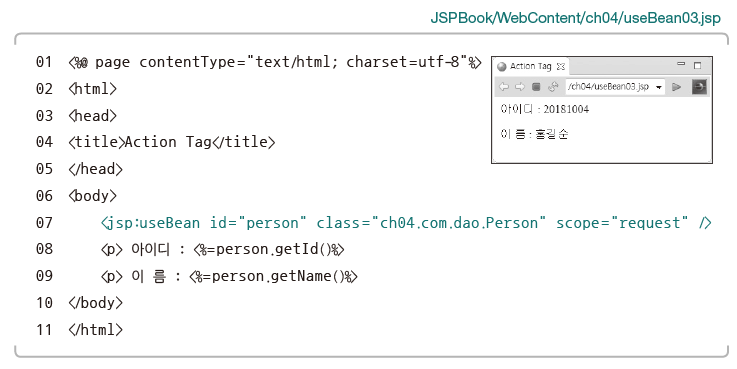 JSPBook/WebContent/ch04/useBean03.jsp
01 <%@ page contentType="text/html; charset=utf-8"%>
02 <html>
03 <head>
04 <title>Action Tag</title>
05 </head>
06 <body>
07 <jsp:useBean id="person" class="ch04.com.dao.Person" scope="request" />
08 <p> 아이디 : <%=person.getId()%>
09 <p> 이 름 : <%=person.getName()%>
10 </body>
11 </html>
Action Tag
/ch04/useBean03.jsp
아이디 : 20181004
이 름 : 홍길순